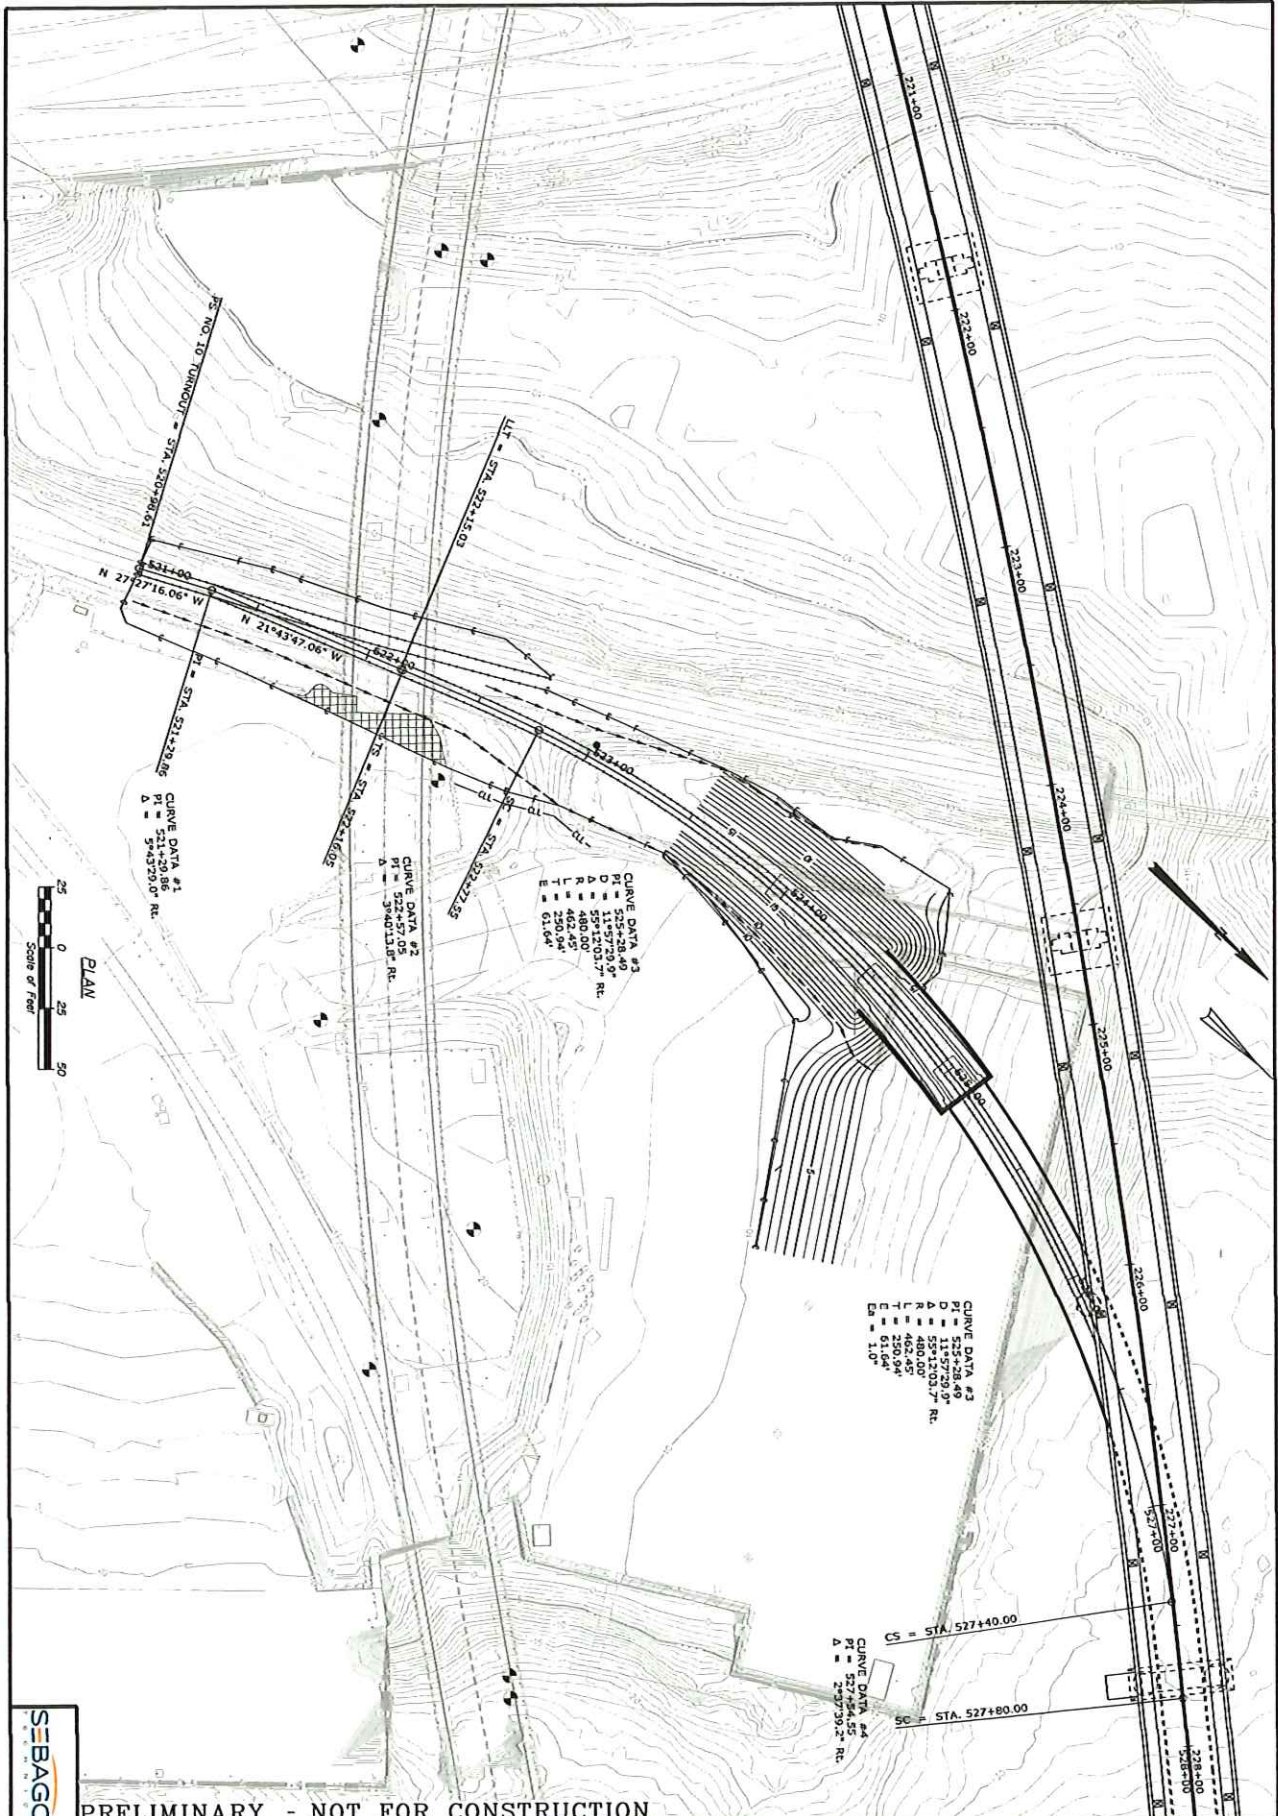 221+00
222+00
223+00
224+00
225+00
226+00
227+00
527+00
228+00
528+00
PS NO. 10 TURNOUT = STA. 520+98.61
521+00
N 27°27'16.06" W
N 21°43'47.06" W
PI = STA. 521+29.86
LLT = STA. 522+15.03
522+00
TS = STA. 522+16.05
SC = STA. 522+77.55
523+00
524+00
CLL
CLL
CLL
CURVE DATA #1
PI = 521+29.86
Δ = 5°43'29.0" Rt.
CURVE DATA #2
PI = 522+57.05
Δ = 3°40'13.8" Rt.
CURVE DATA #3
PI = 525+28.49
D = 11°57'29.9"
Δ = 55°12'03.7" Rt.
R = 480.00'
L = 462.45'
T = 250.94'
E = 61.64'
CURVE DATA #3
PI = 525+28.49
D = 11°57'29.9"
Δ = 55°12'03.7" Rt.
R = 480.00'
L = 462.45'
T = 250.94'
E = 61.64'
Ea = 1.0"
CS = STA. 527+40.00
CURVE DATA #4
PI = 527+54.55
Δ = 2°37'39.2" Rt.
SC = STA. 527+80.00
PLAN
25 0 25 50
Scale of Feet
SEBAGO
PRELIMINARY - NOT FOR CONSTRUCTION